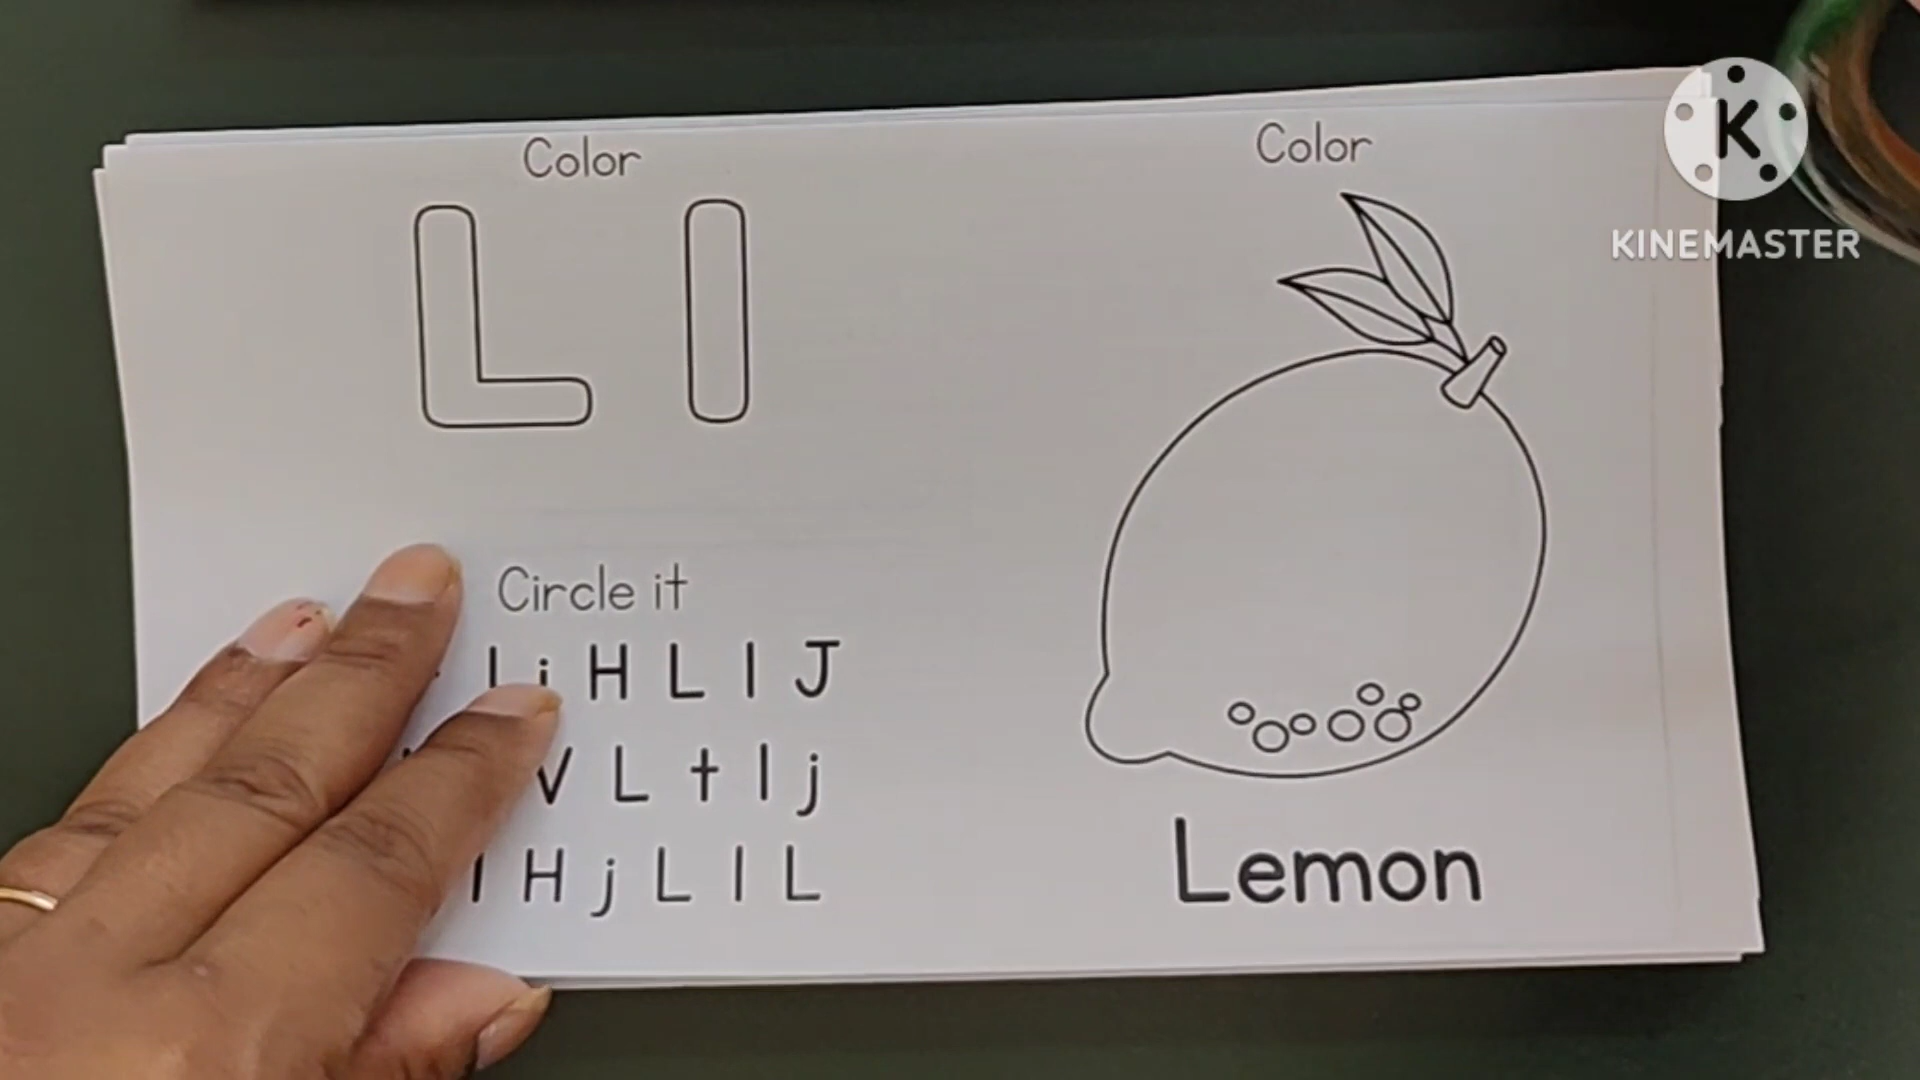 Color
L l
Circle it
L i H L l J
V L t l j
l H j L l L
Color
Lemon
K
KINEMASTER